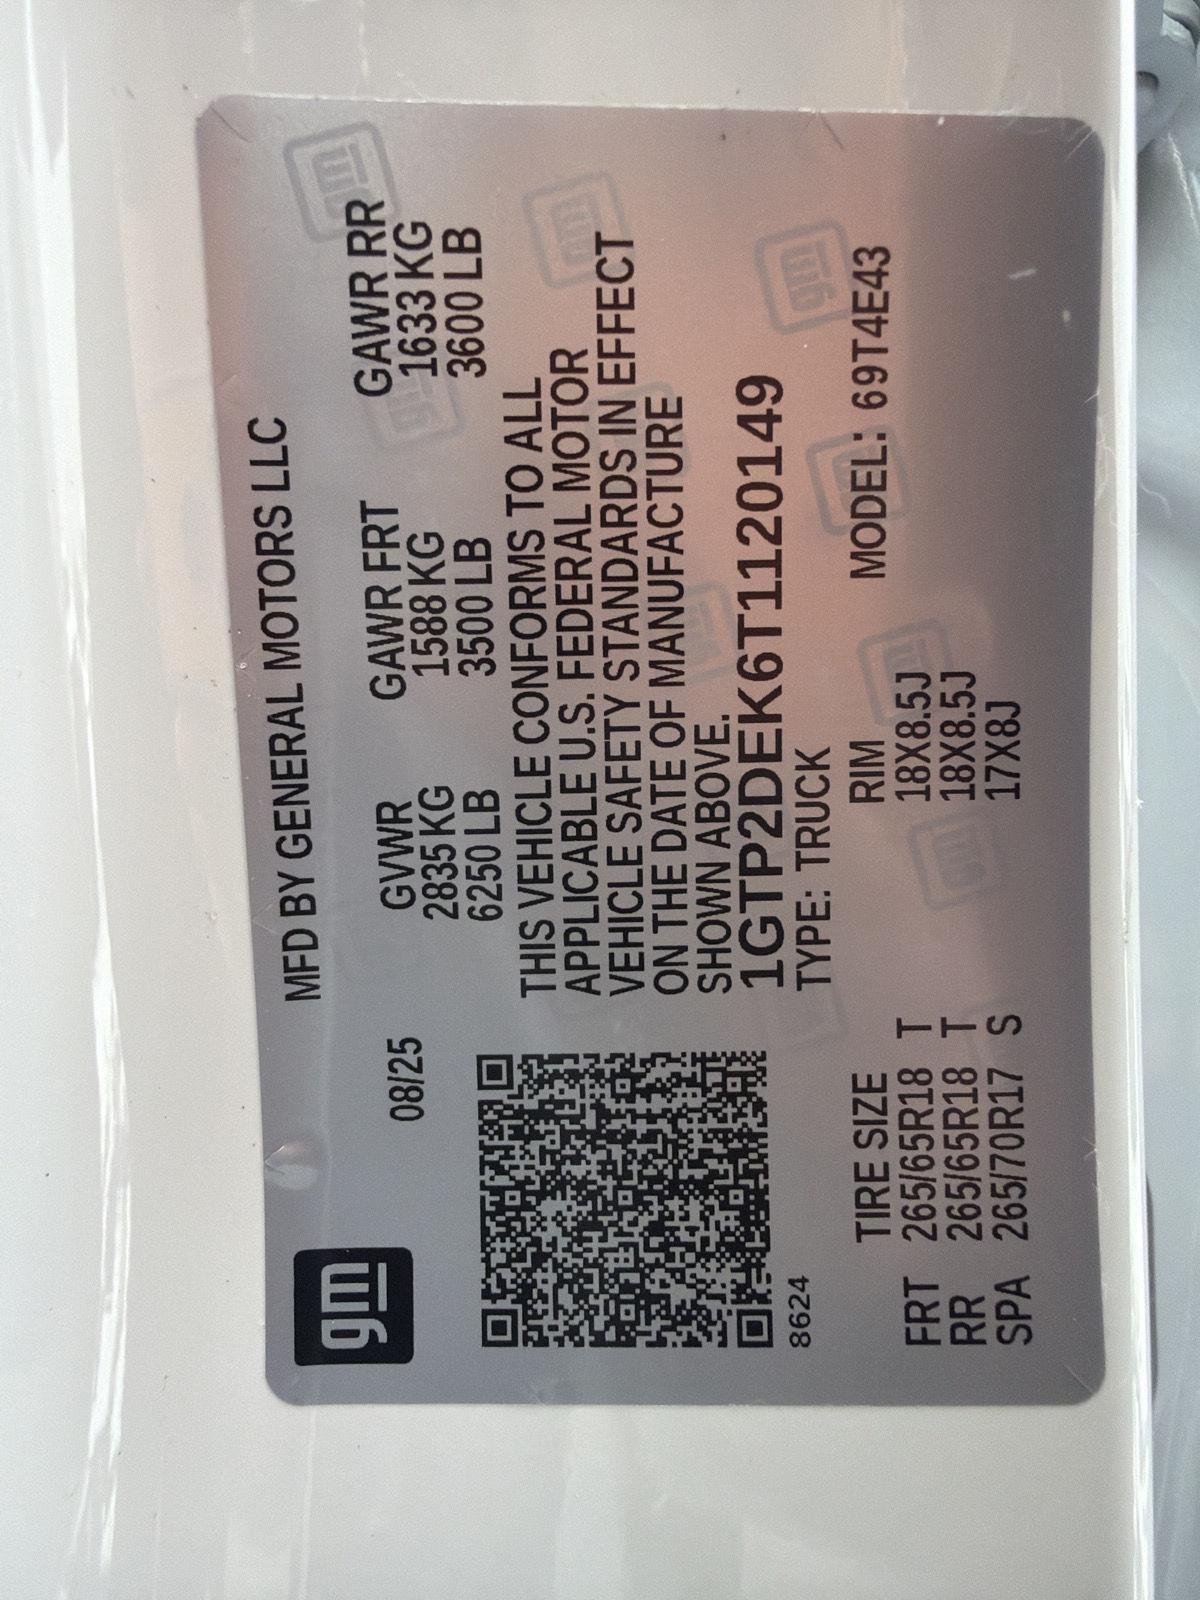 gm
MFD BY GENERAL MOTORS LLC
08/25
GVWR GAWR FRT GAWR RR
2835 KG 1588 KG 1633 KG
6250 LB 3500 LB 3600 LB
THIS VEHICLE CONFORMS TO ALL
APPLICABLE U.S. FEDERAL MOTOR
VEHICLE SAFETY STANDARDS IN EFFECT
ON THE DATE OF MANUFACTURE
SHOWN ABOVE.
1GTP2DEK6T1120149
8624
TYPE: TRUCK
TIRE SIZE RIM MODEL: 69T4E43
FRT 265/65R18 T 18X8.5J
RR 265/65R18 T 18X8.5J
SPA 265/70R17 S 17X8J